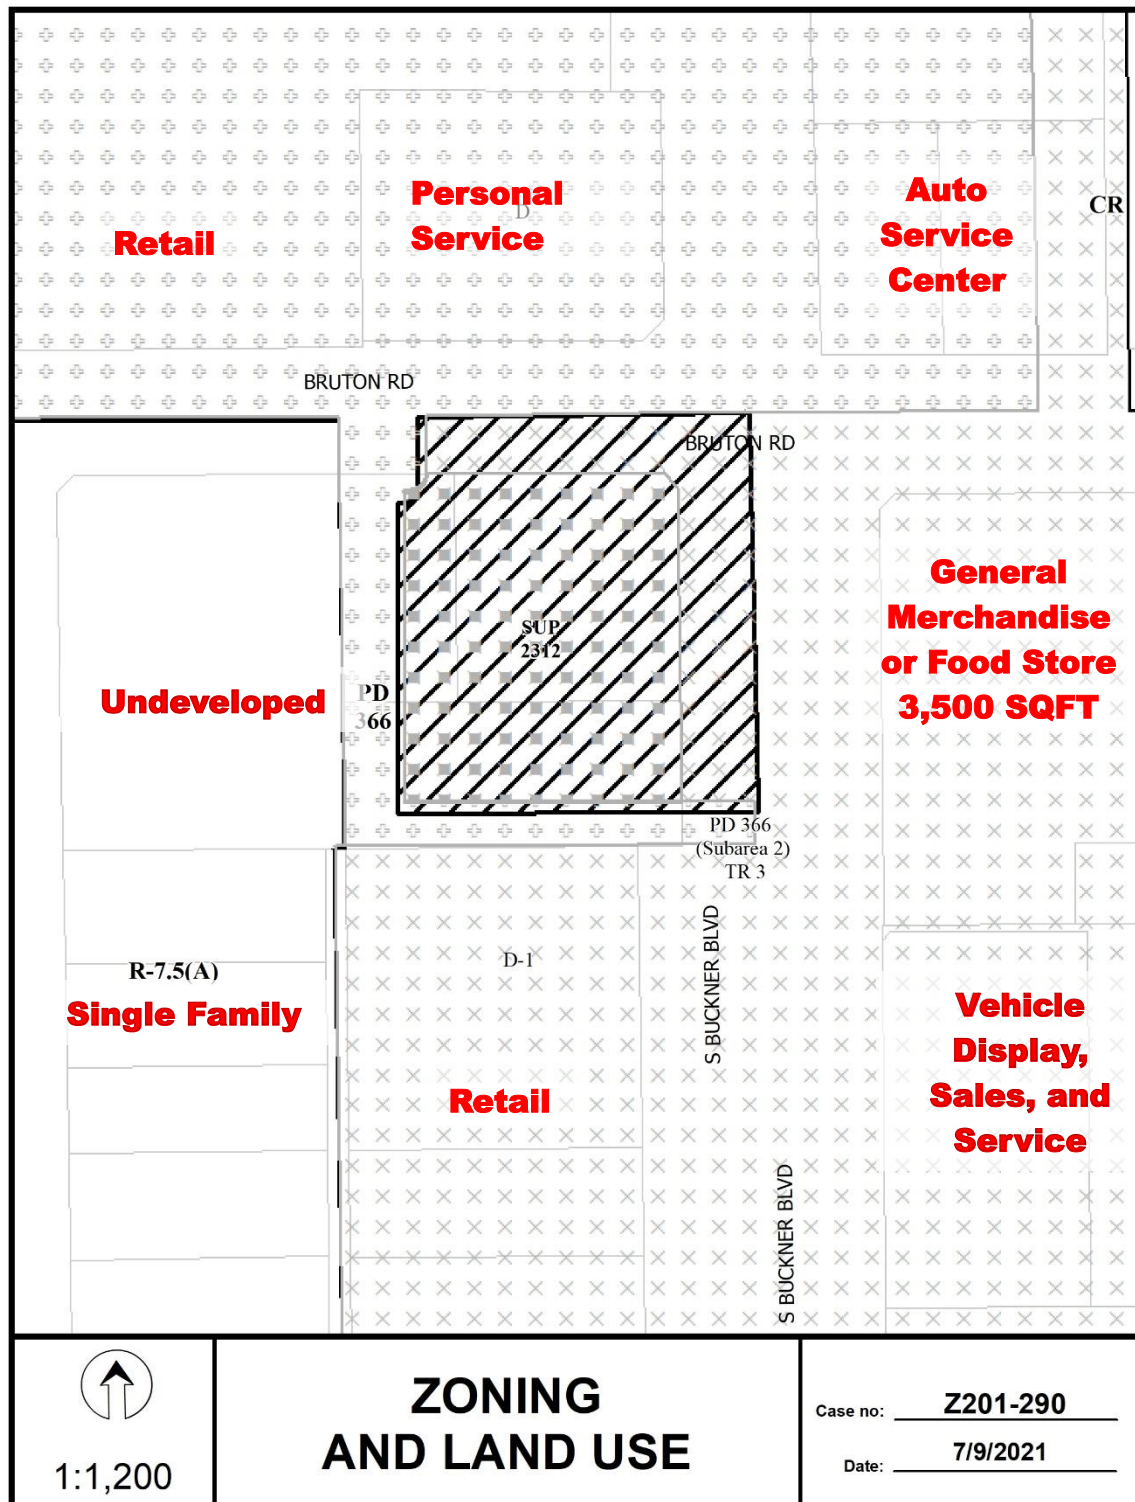 Retail
Personal
Service
D
Auto
Service
Center
CR
BRUTON RD
BRUTON RD
SUP
2312
PD
366
Undeveloped
General
Merchandise
or Food Store
3,500 SQFT
PD 366
(Subarea 2)
TR 3
R-7.5(A)
Single Family
D-1
Retail
S BUCKNER BLVD
S BUCKNER BLVD
Vehicle
Display,
Sales, and
Service
1:1,200
ZONING
AND LAND USE
Case no: Z201-290
Date: 7/9/2021